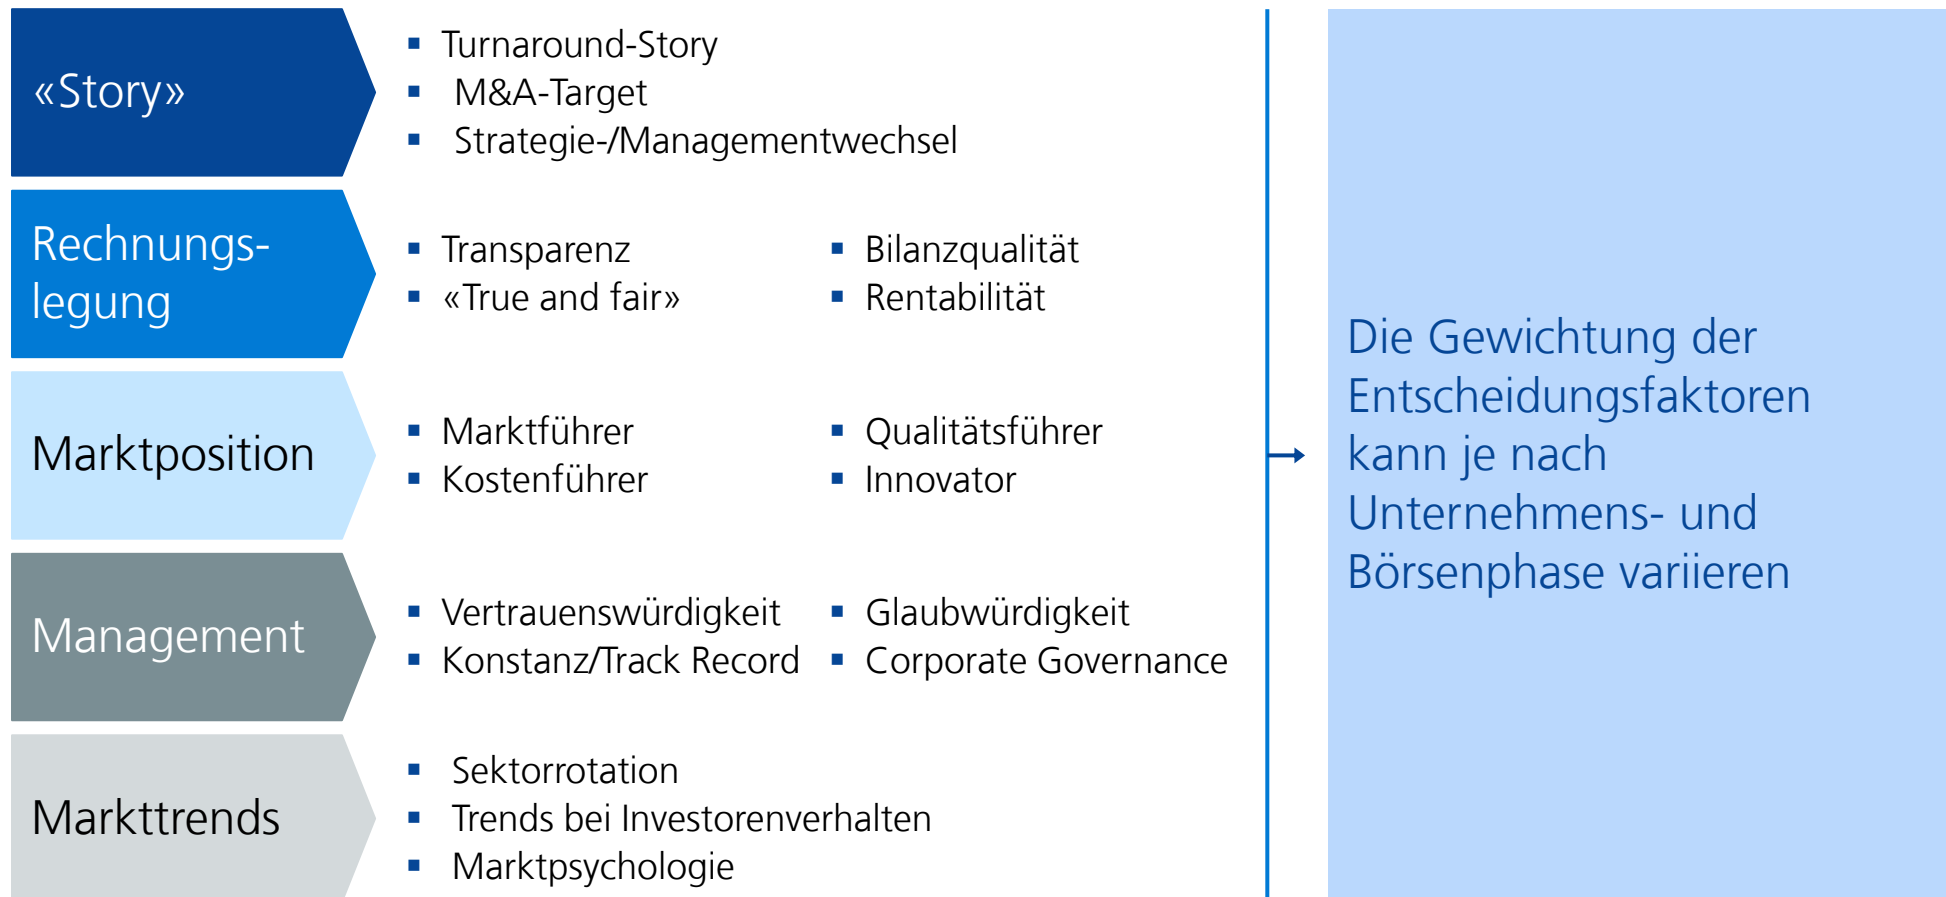 «Story»
▪ Turnaround-Story
▪ M&A-Target
▪ Strategie-/Managementwechsel
Rechnungs-
legung
▪ Transparenz
▪ «True and fair»
▪ Bilanzqualität
▪ Rentabilität
Marktposition
▪ Marktführer
▪ Kostenführer
▪ Qualitätsführer
▪ Innovator
Management
▪ Vertrauenswürdigkeit
▪ Konstanz/Track Record
▪ Glaubwürdigkeit
▪ Corporate Governance
Markttrends
▪ Sektorrotation
▪ Trends bei Investorenverhalten
▪ Marktpsychologie
Die Gewichtung der
Entscheidungsfaktoren
kann je nach
Unternehmens- und
Börsenphase variieren